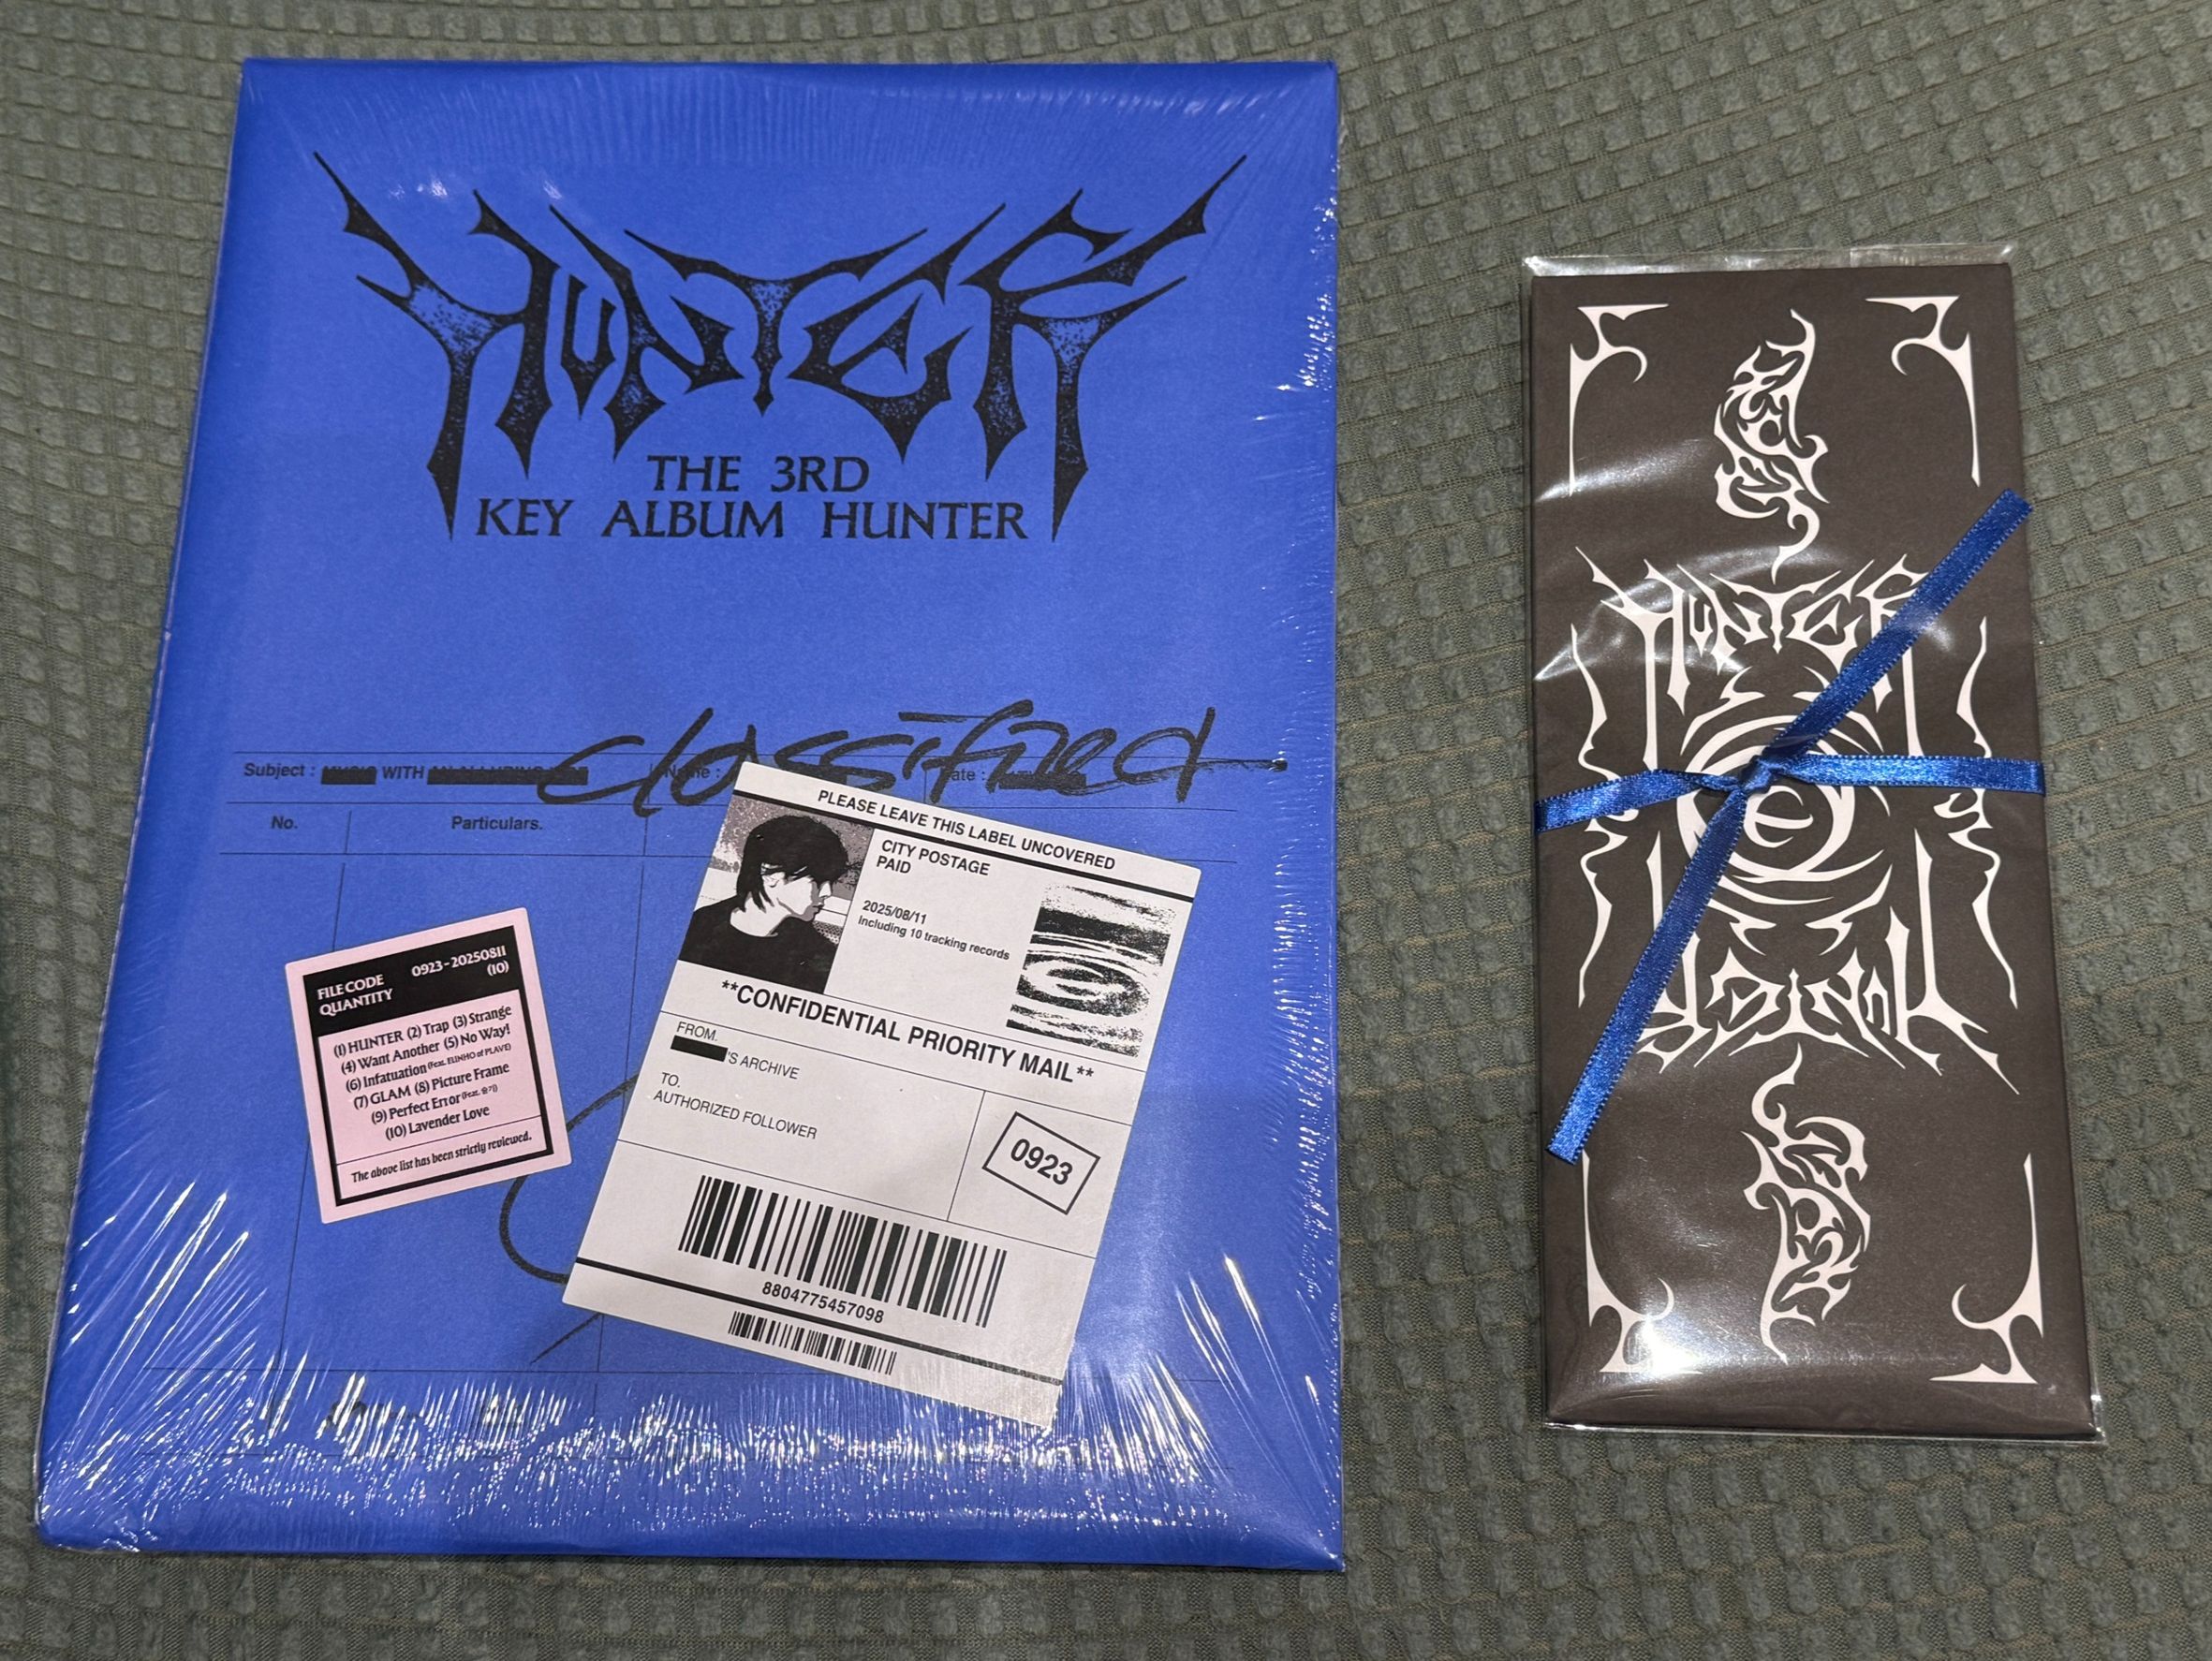 HUNTER
THE 3RD
KEY ALBUM HUNTER
classified
Subject : WITH
No.
Particulars.
FILE CODE 0923-20250811
QUANTITY (10)
(1) HUNTER (2) Trap (3) Strange
(4) Want Another (5) No Way!
(6) Infatuation (Feat. EUNHO of PLAVE)
(7) GLAM (8) Picture Frame
(9) Perfect Error (Feat. 슬기)
(10) Lavender Love
The above list has been strictly reviewed.
PLEASE LEAVE THIS LABEL UNCOVERED
CITY POSTAGE
PAID
2025/08/11
Including 10 tracking records
**CONFIDENTIAL PRIORITY MAIL**
FROM.
'S ARCHIVE
TO.
AUTHORIZED FOLLOWER
0923
8804775457098
HUNTER
HUNTER